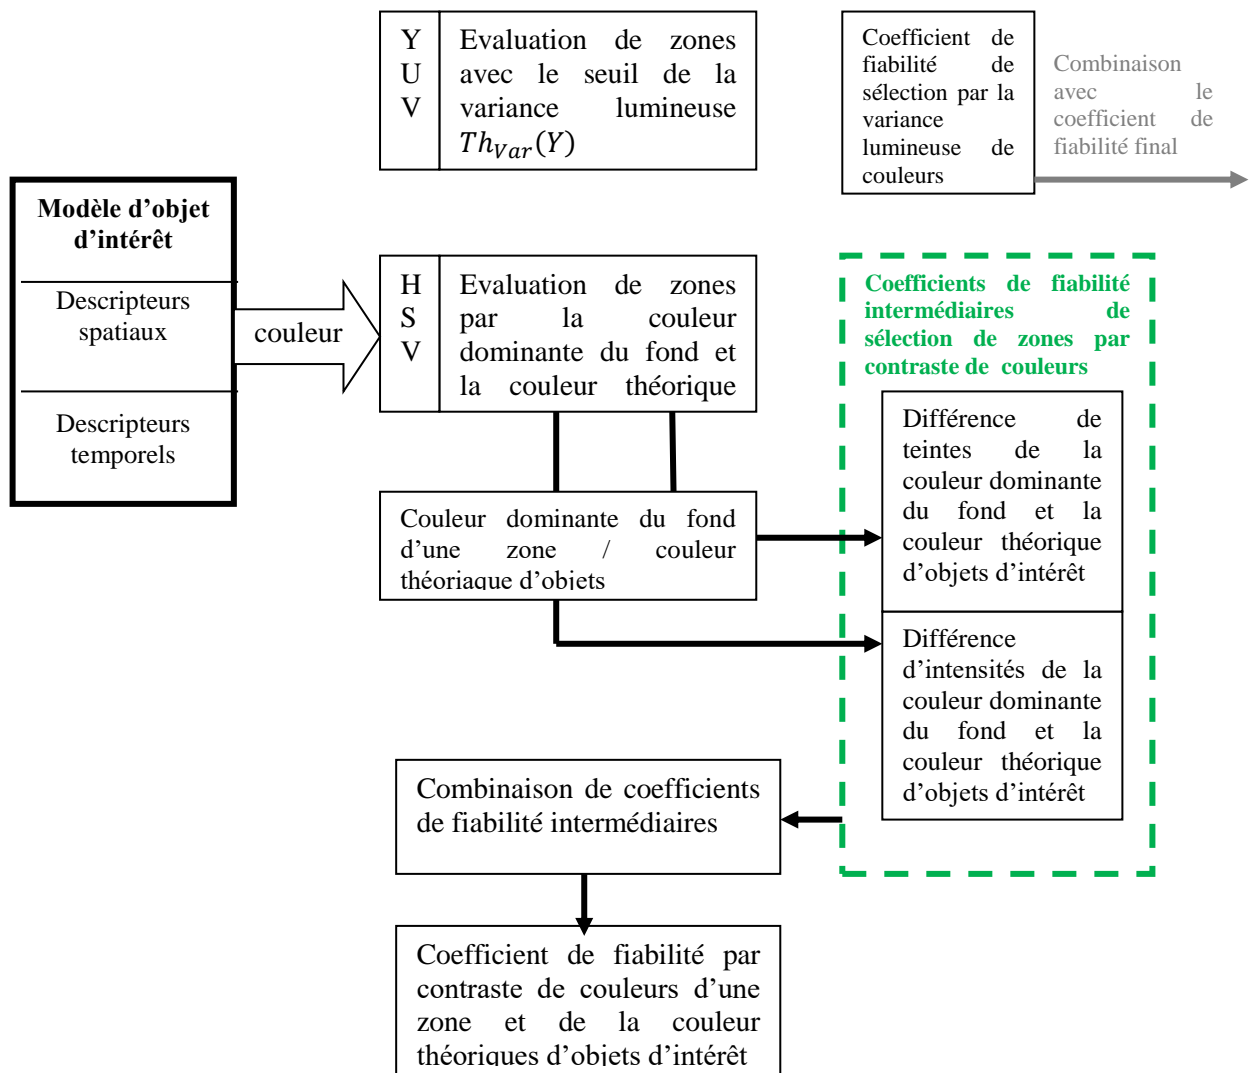 Y
U
V
Evaluation de zones
avec le seuil de la
variance lumineuse
Th_Var(Y)
Coefficient de
fiabilité de
sélection par la
variance
lumineuse de
couleurs
Combinaison
avec le
coefficient de
fiabilité final
Modèle d’objet
d’intérêt
Descripteurs
spatiaux
Descripteurs
temporels
couleur
H
S
V
Evaluation de zones
par la couleur
dominante du fond et
la couleur théorique
Coefficients de fiabilité
intermédiaires de
sélection de zones par
contraste de couleurs
Différence de
teintes de la
couleur dominante
du fond et la
couleur théorique
d’objets d’intérêt
Couleur dominante du fond
d’une zone / couleur
théoriaque d’objets
Différence
d’intensités de la
couleur dominante
du fond et la
couleur théorique
d’objets d’intérêt
Combinaison de coefficients
de fiabilité intermédiaires
Coefficient de fiabilité par
contraste de couleurs d’une
zone et de la couleur
théoriques d’objets d’intérêt